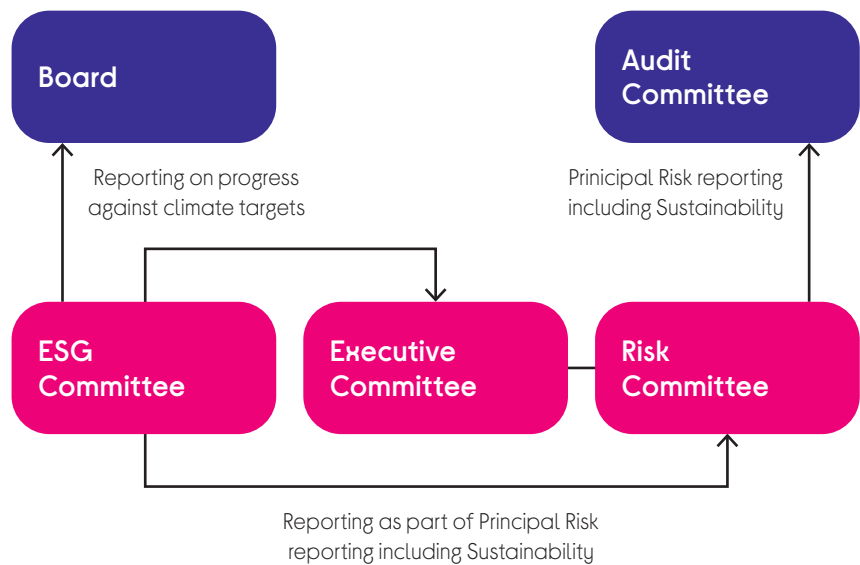 Board
Audit
Committee
Reporting on progress
against climate targets
Prinicipal Risk reporting
including Sustainability
ESG
Committee
Executive
Committee
Risk
Committee
Reporting as part of Principal Risk
reporting including Sustainability